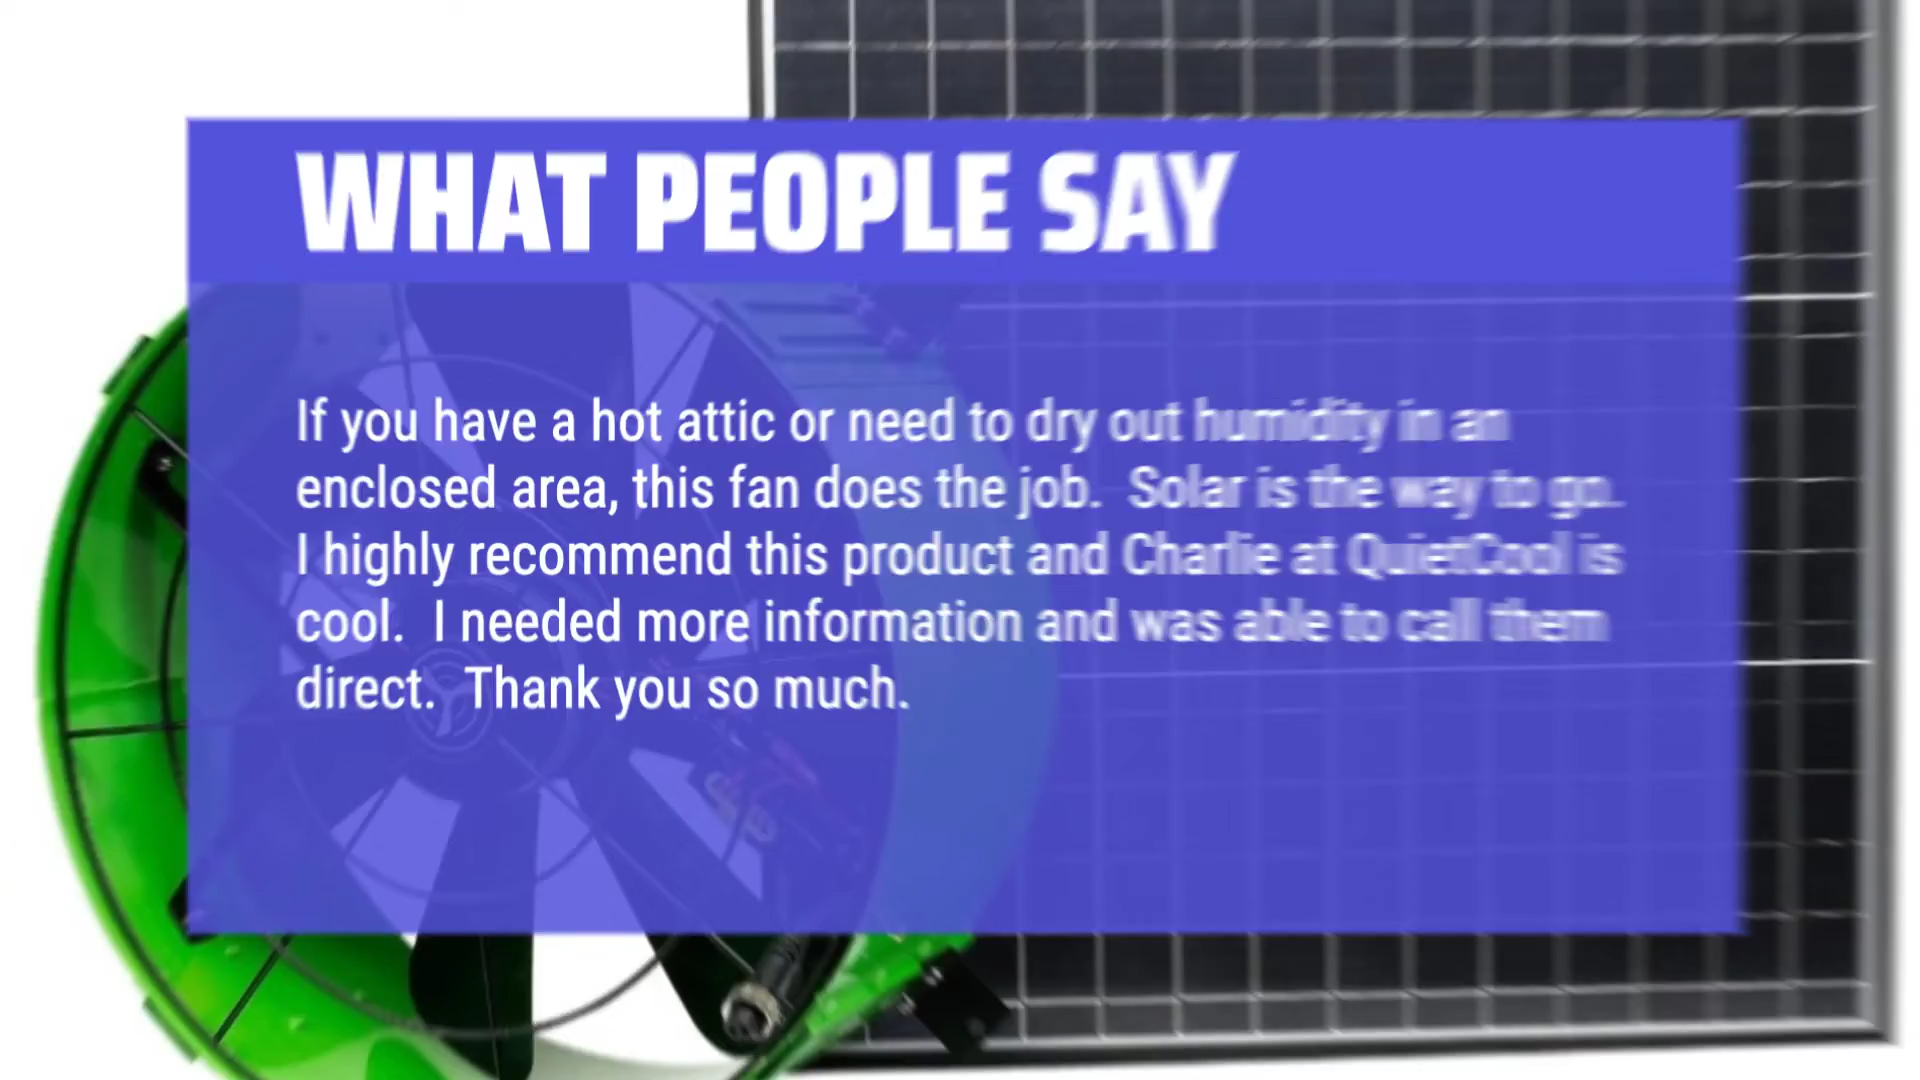 WHAT PEOPLE SAY
If you have a hot attic or need to dry out humidity in an
enclosed area, this fan does the job.  Solar is the way to go.
I highly recommend this product and Charlie at QuietCool is
cool.  I needed more information and was able to call them
direct.  Thank you so much.